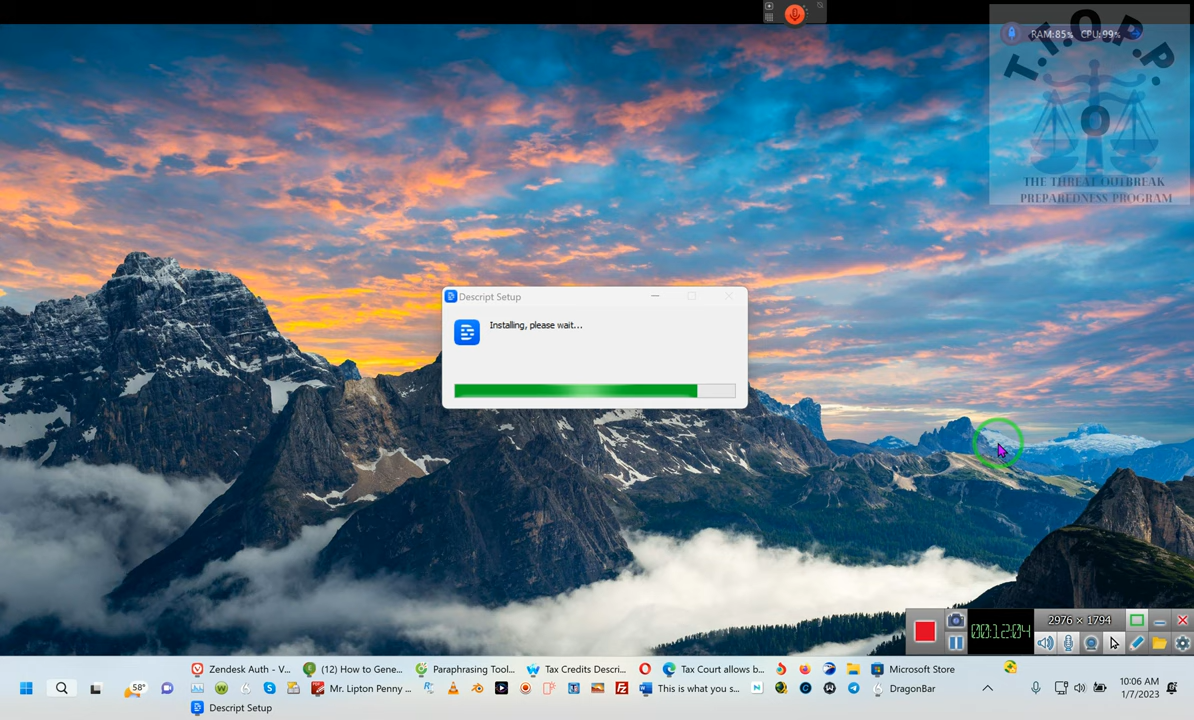 RAM:85% CPU:99%
T.T.O.P.P.
THE THREAT OUTBREAK
PREPAREDNESS PROGRAM
Descript Setup
Installing, please wait...
00:12:04
2976 × 1794
Zendesk Auth - V...
(12) How to Gene...
Paraphrasing Tool...
Tax Credits Descri...
Tax Court allows b...
Microsoft Store
58°
Mr. Lipton Penny ...
This is what you s...
DragonBar
10:06 AM
1/7/2023
Descript Setup